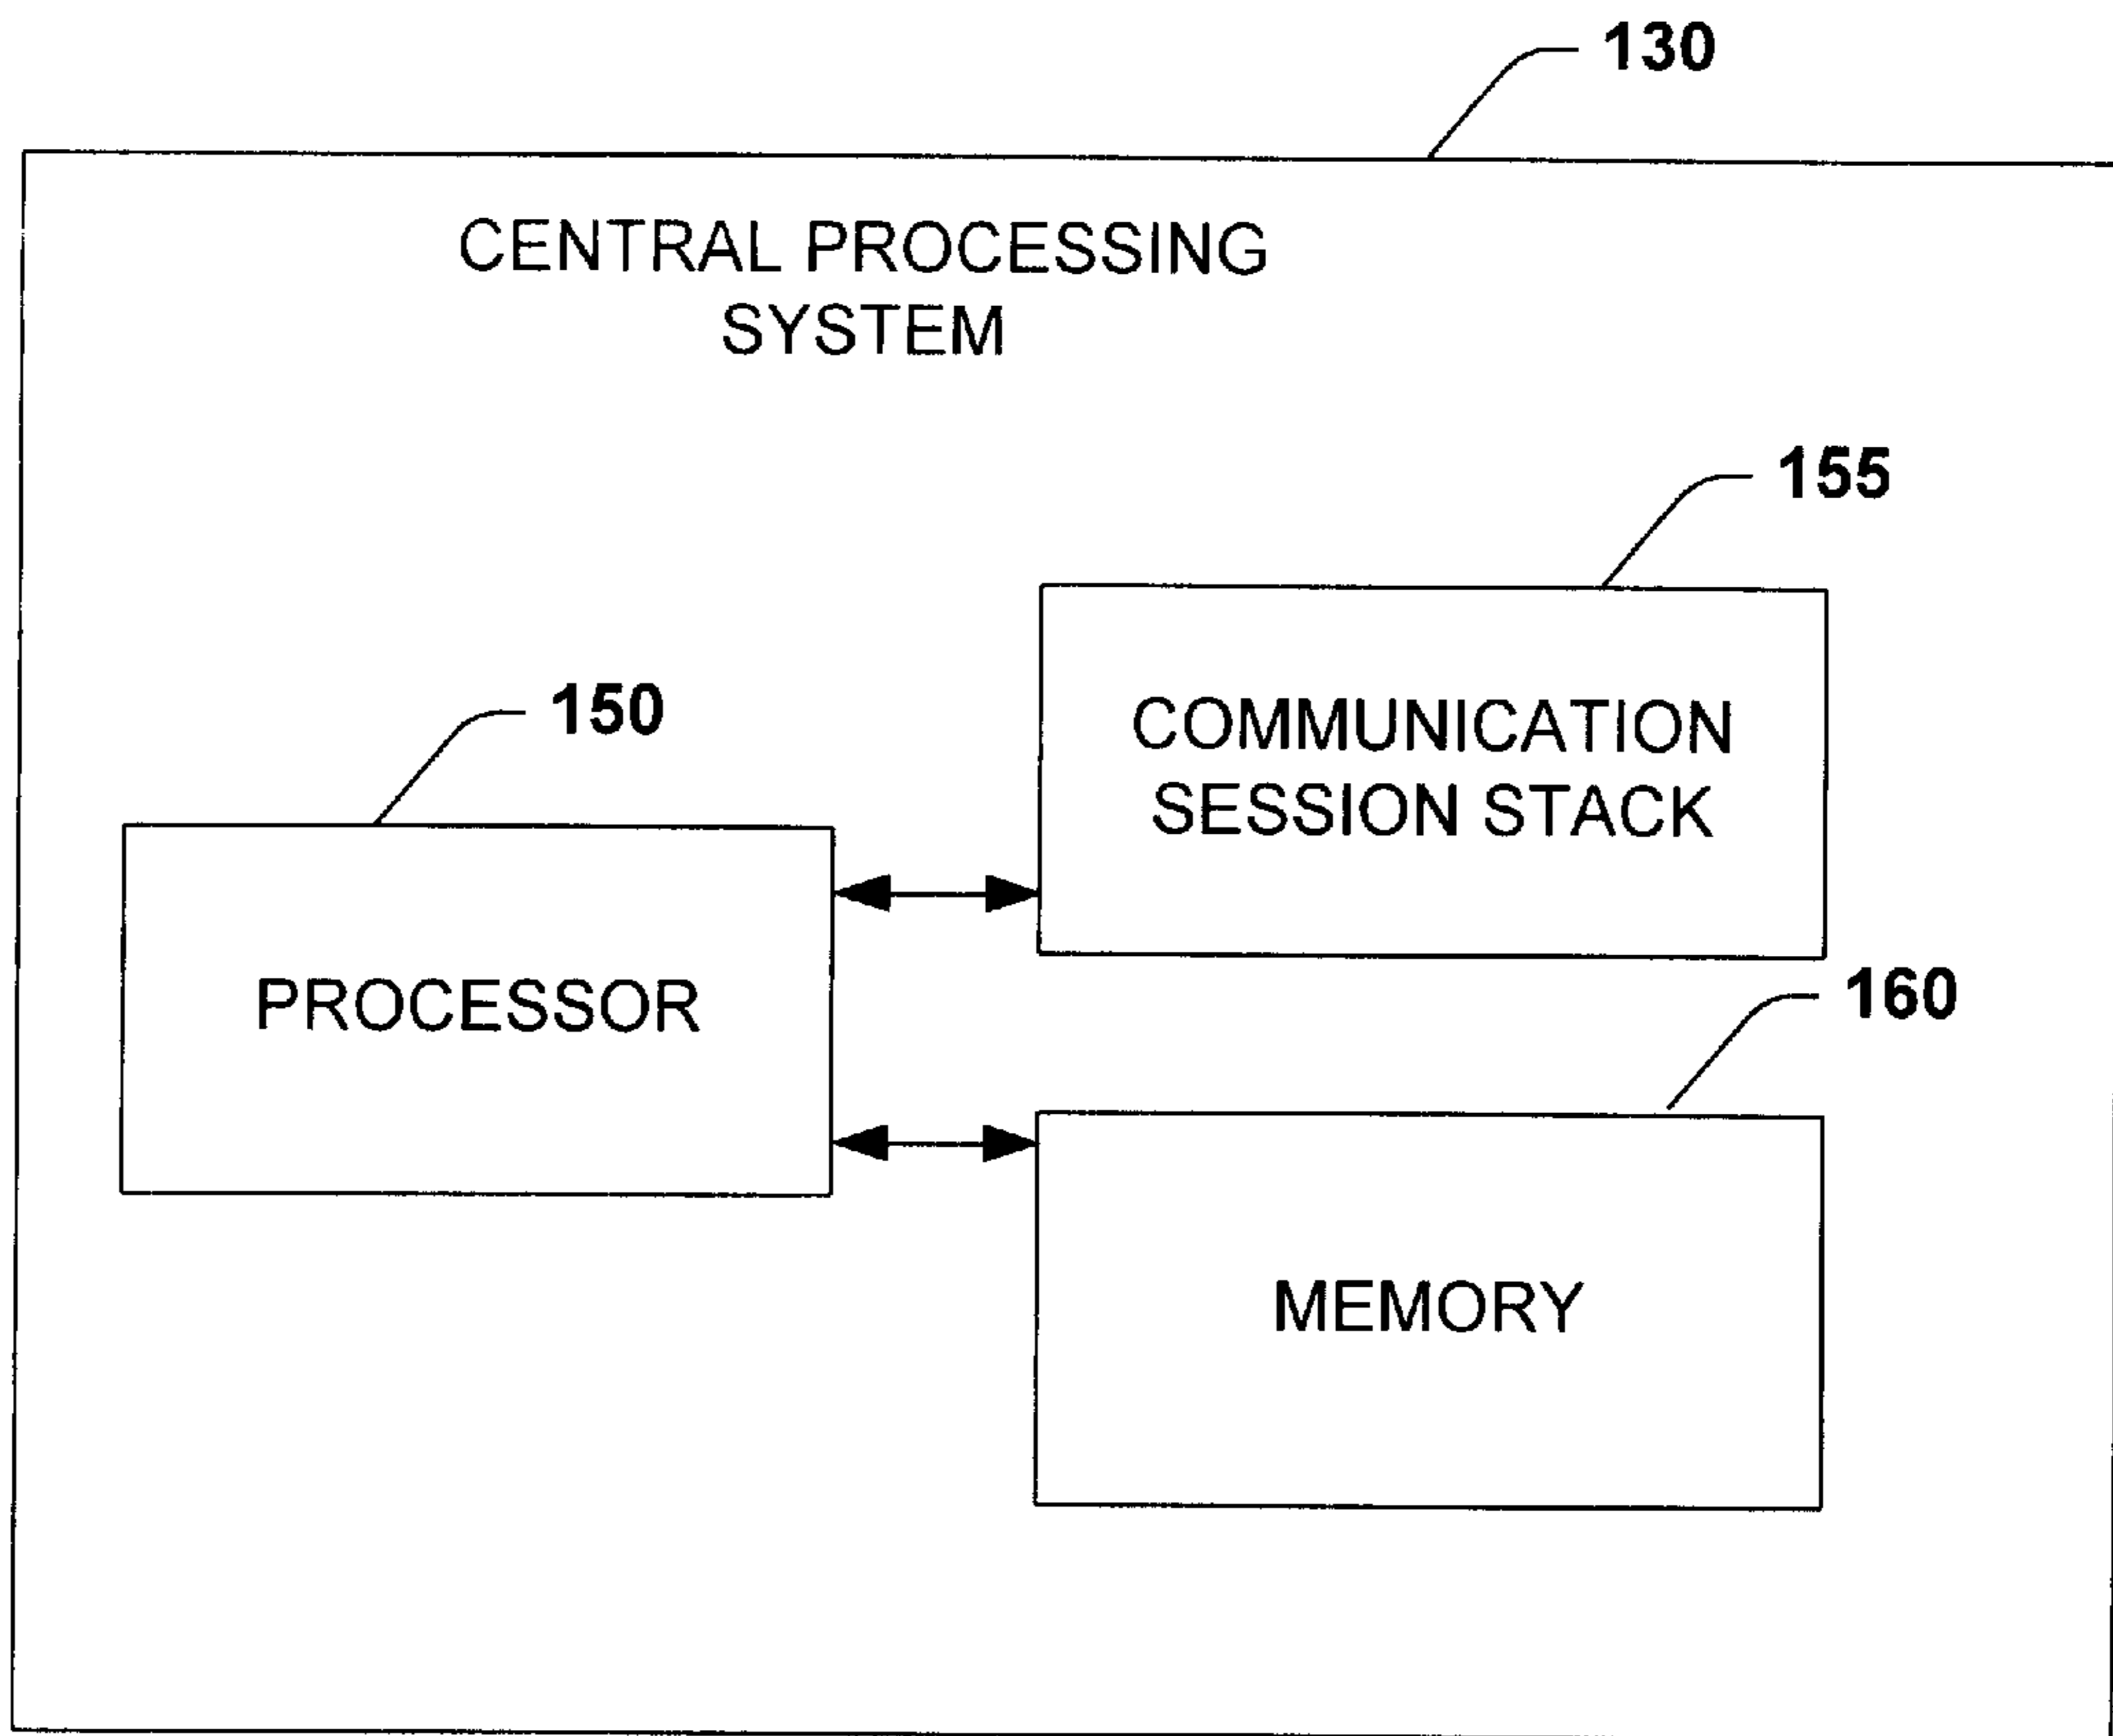 130
CENTRAL PROCESSING
SYSTEM
155
COMMUNICATION
SESSION STACK
150
PROCESSOR
160
MEMORY